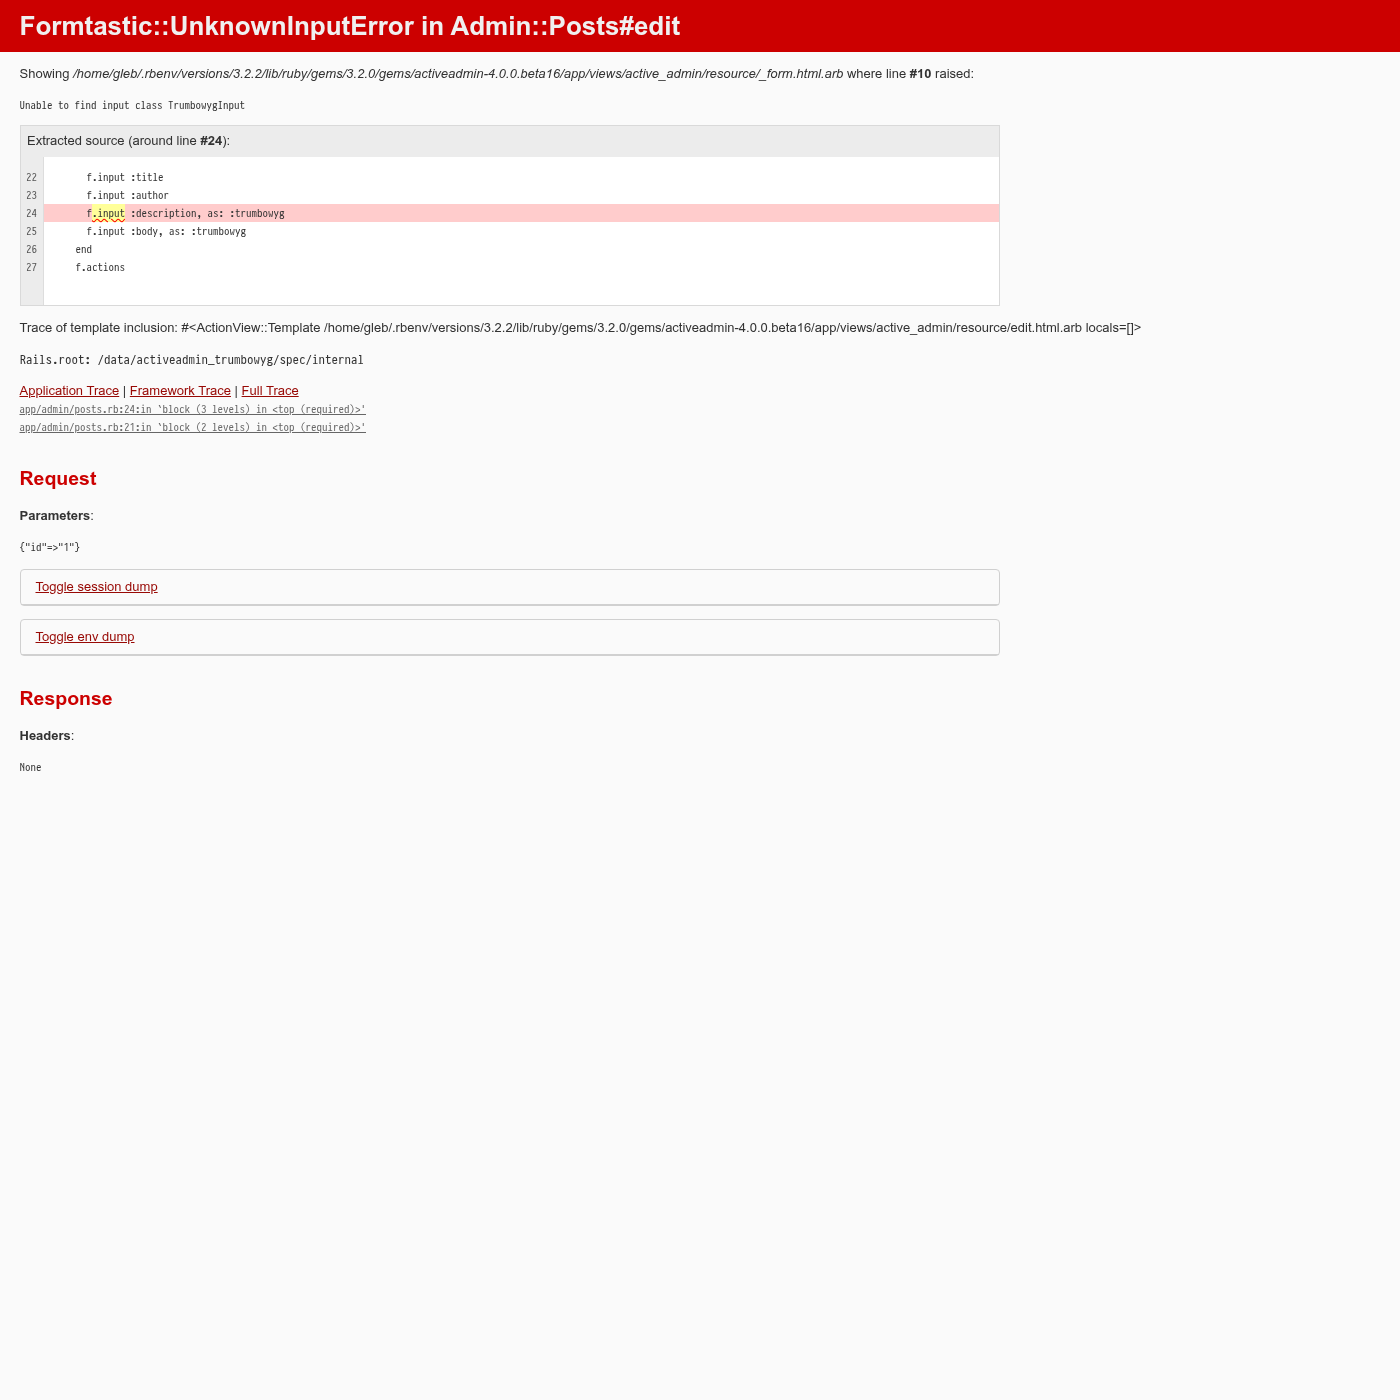 Formtastic::UnknownInputError in Admin::Posts#edit
Showing /home/gleb/.rbenv/versions/3.2.2/lib/ruby/gems/3.2.0/gems/activeadmin-4.0.0.beta16/app/views/active_admin/resource/_form.html.arb where line #10 raised:
Unable to find input class TrumbowygInput
Extracted source (around line #24):
22 f.input :title
23 f.input :author
24 f.input :description, as: :trumbowyg
25 f.input :body, as: :trumbowyg
26 end
27 f.actions
Trace of template inclusion: #<ActionView::Template /home/gleb/.rbenv/versions/3.2.2/lib/ruby/gems/3.2.0/gems/activeadmin-4.0.0.beta16/app/views/active_admin/resource/edit.html.arb locals=[]>
Rails.root: /data/activeadmin_trumbowyg/spec/internal
Application Trace | Framework Trace | Full Trace
app/admin/posts.rb:24:in `block (3 levels) in <top (required)>'
app/admin/posts.rb:21:in `block (2 levels) in <top (required)>'
Request
Parameters:
{"id"=>"1"}
Toggle session dump
Toggle env dump
Response
Headers:
None